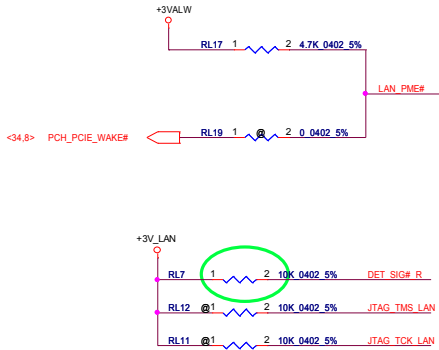 +3VALW
RL17 1 2 4.7K_0402_5%
LAN_PME#
<34,8> PCH_PCIE_WAKE# RL19 1 @ 2 0_0402_5%
+3V_LAN
RL7 1 2 10K_0402_5% DET_SIG#_R
RL12 @1 2 10K_0402_5% JTAG_TMS_LAN
RL11 @1 2 10K_0402_5% JTAG_TCK_LAN